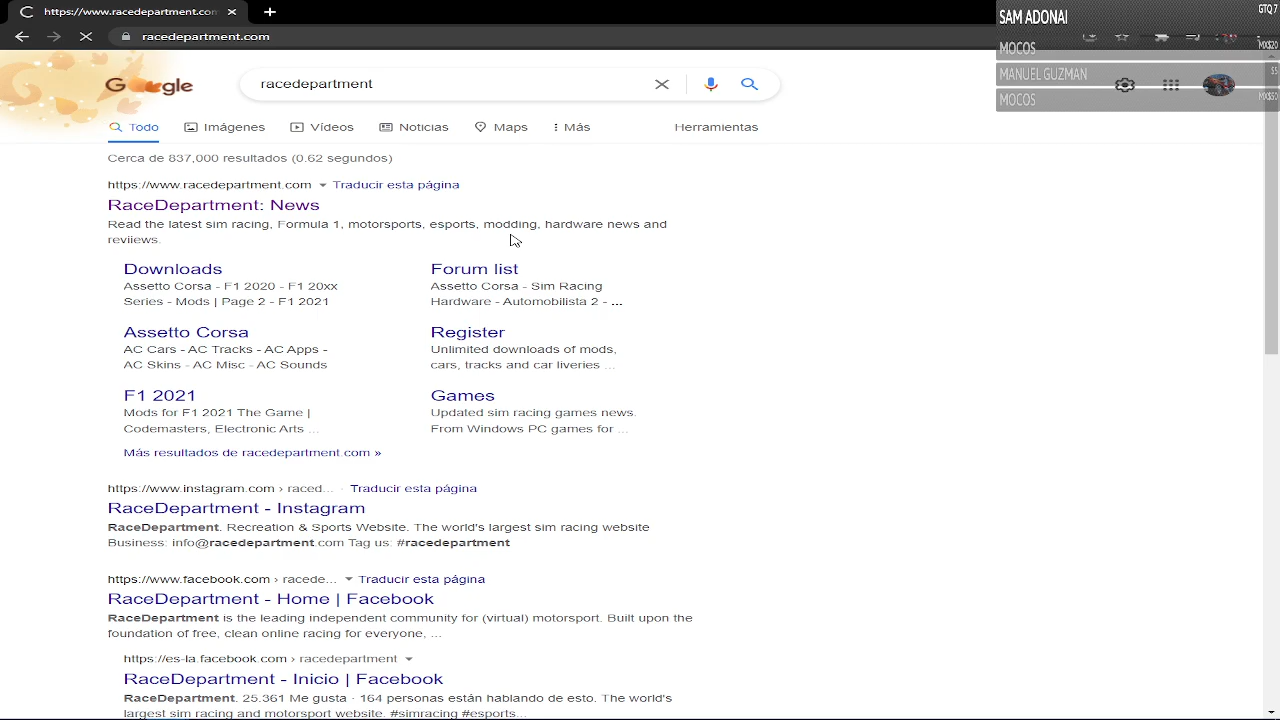 https://www.racedepartment.com
racedepartment.com
SAM ADONAI
GTQ 7
MOCOS
MX$20
MANUEL GUZMAN
$5
MOCOS
MX$50
Google
racedepartment
Todo
Imágenes
Vídeos
Noticias
Maps
Más
Herramientas
Cerca de 837,000 resultados (0.62 segundos)
https://www.racedepartment.com Traducir esta página
RaceDepartment: News
Read the latest sim racing, Formula 1, motorsports, esports, modding, hardware news and
reviiews.
Downloads
Assetto Corsa - F1 2020 - F1 20xx
Series - Mods | Page 2 - F1 2021
Forum list
Assetto Corsa - Sim Racing
Hardware - Automobilista 2 - ...
Assetto Corsa
AC Cars - AC Tracks - AC Apps -
AC Skins - AC Misc - AC Sounds
Register
Unlimited downloads of mods,
cars, tracks and car liveries ...
F1 2021
Mods for F1 2021 The Game |
Codemasters, Electronic Arts ...
Games
Updated sim racing games news.
From Windows PC games for ...
Más resultados de racedepartment.com »
https://www.instagram.com › raced... · Traducir esta página
RaceDepartment - Instagram
RaceDepartment. Recreation & Sports Website. The world's largest sim racing website
Business: info@racedepartment.com Tag us: #racedepartment
https://www.facebook.com › racede... Traducir esta página
RaceDepartment - Home | Facebook
RaceDepartment is the leading independent community for (virtual) motorsport. Built upon the
foundation of free, clean online racing for everyone, ...
https://es-la.facebook.com › racedepartment
RaceDepartment - Inicio | Facebook
RaceDepartment. 25.361 Me gusta · 164 personas están hablando de esto. The world's
largest sim racing and motorsport website. #simracing #esports...